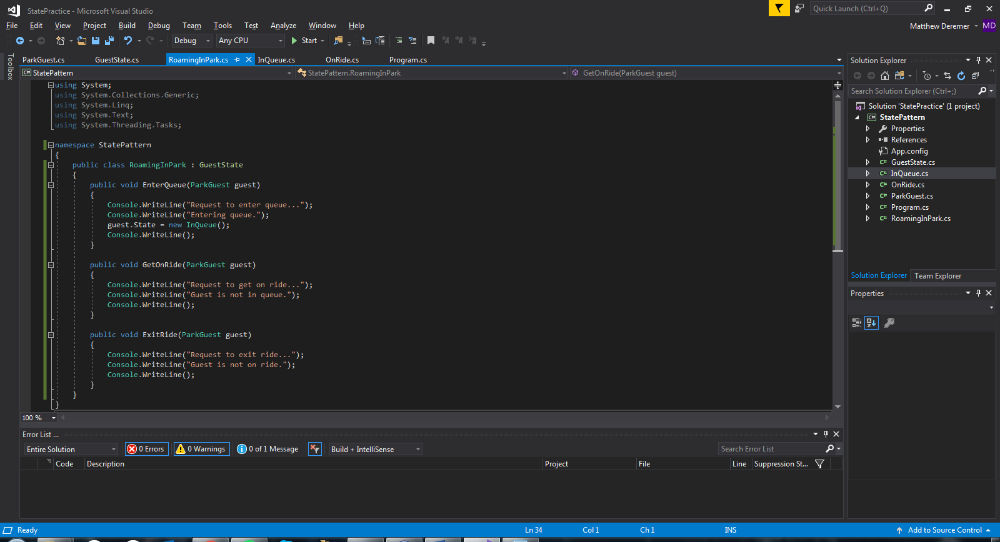 StatePractice - Microsoft Visual Studio
Quick Launch (Ctrl+Q)
File Edit View Project Build Debug Team Tools Test Analyze Window Help
Matthew Deremer MD
Debug Any CPU Start
Toolbox
ParkGuest.cs GuestState.cs RoamingInPark.cs InQueue.cs OnRide.cs Program.cs
C# StatePattern StatePattern.RoamingInPark GetOnRide(ParkGuest guest)
using System;
using System.Collections.Generic;
using System.Linq;
using System.Text;
using System.Threading.Tasks;
namespace StatePattern
{
public class RoamingInPark : GuestState
{
public void EnterQueue(ParkGuest guest)
{
Console.WriteLine("Request to enter queue...");
Console.WriteLine("Entering queue.");
guest.State = new InQueue();
Console.WriteLine();
}
public void GetOnRide(ParkGuest guest)
{
Console.WriteLine("Request to get on ride...");
Console.WriteLine("Guest is not in queue.");
Console.WriteLine();
}
public void ExitRide(ParkGuest guest)
{
Console.WriteLine("Request to exit ride...");
Console.WriteLine("Guest is not on ride.");
Console.WriteLine();
}
}
}
100 %
Solution Explorer
Search Solution Explorer (Ctrl+;)
Solution 'StatePractice' (1 project)
C# StatePattern
Properties
References
App.config
C# GuestState.cs
C# InQueue.cs
C# OnRide.cs
C# ParkGuest.cs
C# Program.cs
C# RoamingInPark.cs
Solution Explorer Team Explorer
Properties
Error List ...
Entire Solution 0 Errors 0 Warnings 0 of 1 Message Build + IntelliSense Search Error List
Code Description Project File Line Suppression St...
Ready Ln 34 Col 1 Ch 1 INS Add to Source Control